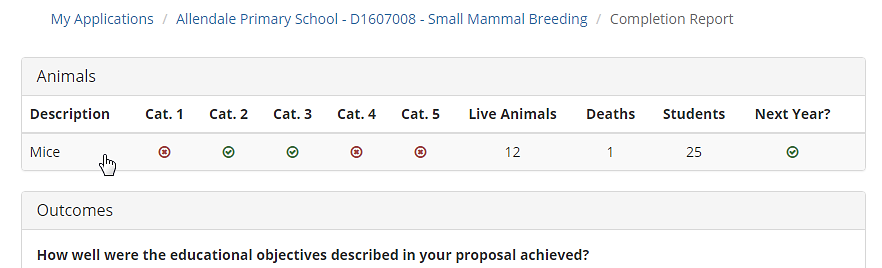 My Applications / Allendale Primary School - D1607008 - Small Mammal Breeding / Completion Report
Animals
Description Cat. 1 Cat. 2 Cat. 3 Cat. 4 Cat. 5 Live Animals Deaths Students Next Year?
Mice 12 1 25
Outcomes
How well were the educational objectives described in your proposal achieved?